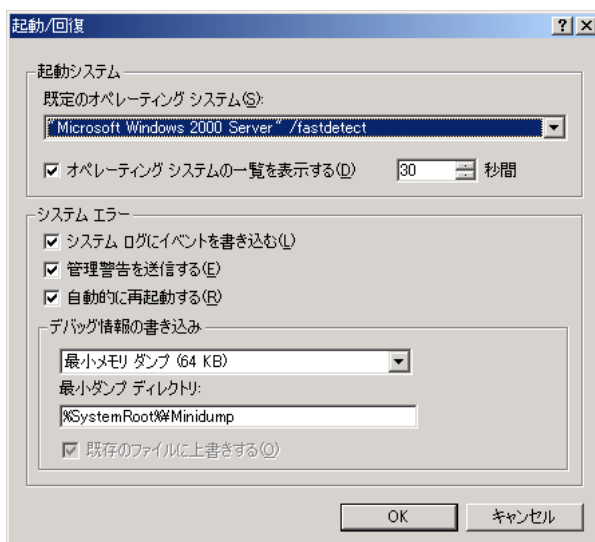 起動/回復
起動システム
既定のオペレーティング システム(S):
"Microsoft Windows 2000 Server" /fastdetect
オペレーティング システムの一覧を表示する(D) 30 秒間
システム エラー
システム ログにイベントを書き込む(L)
管理警告を送信する(E)
自動的に再起動する(R)
デバッグ情報の書き込み
最小メモリ ダンプ (64 KB)
最小ダンプ ディレクトリ:
%SystemRoot%¥Minidump
既存のファイルに上書きする(O)
OK キャンセル